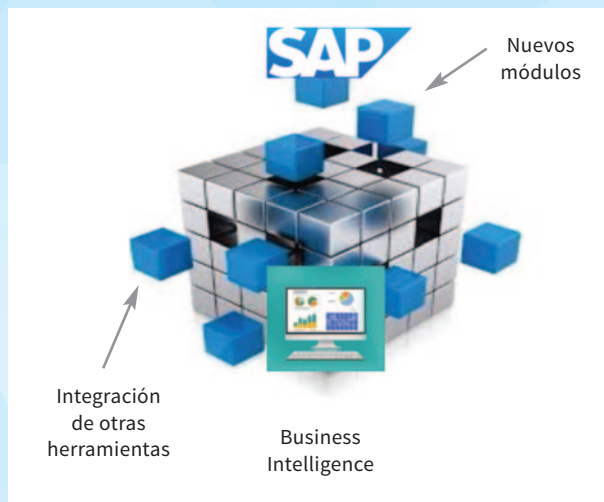 SAP
Nuevos
módulos
Integración
de otras
herramientas
Business
Intelligence